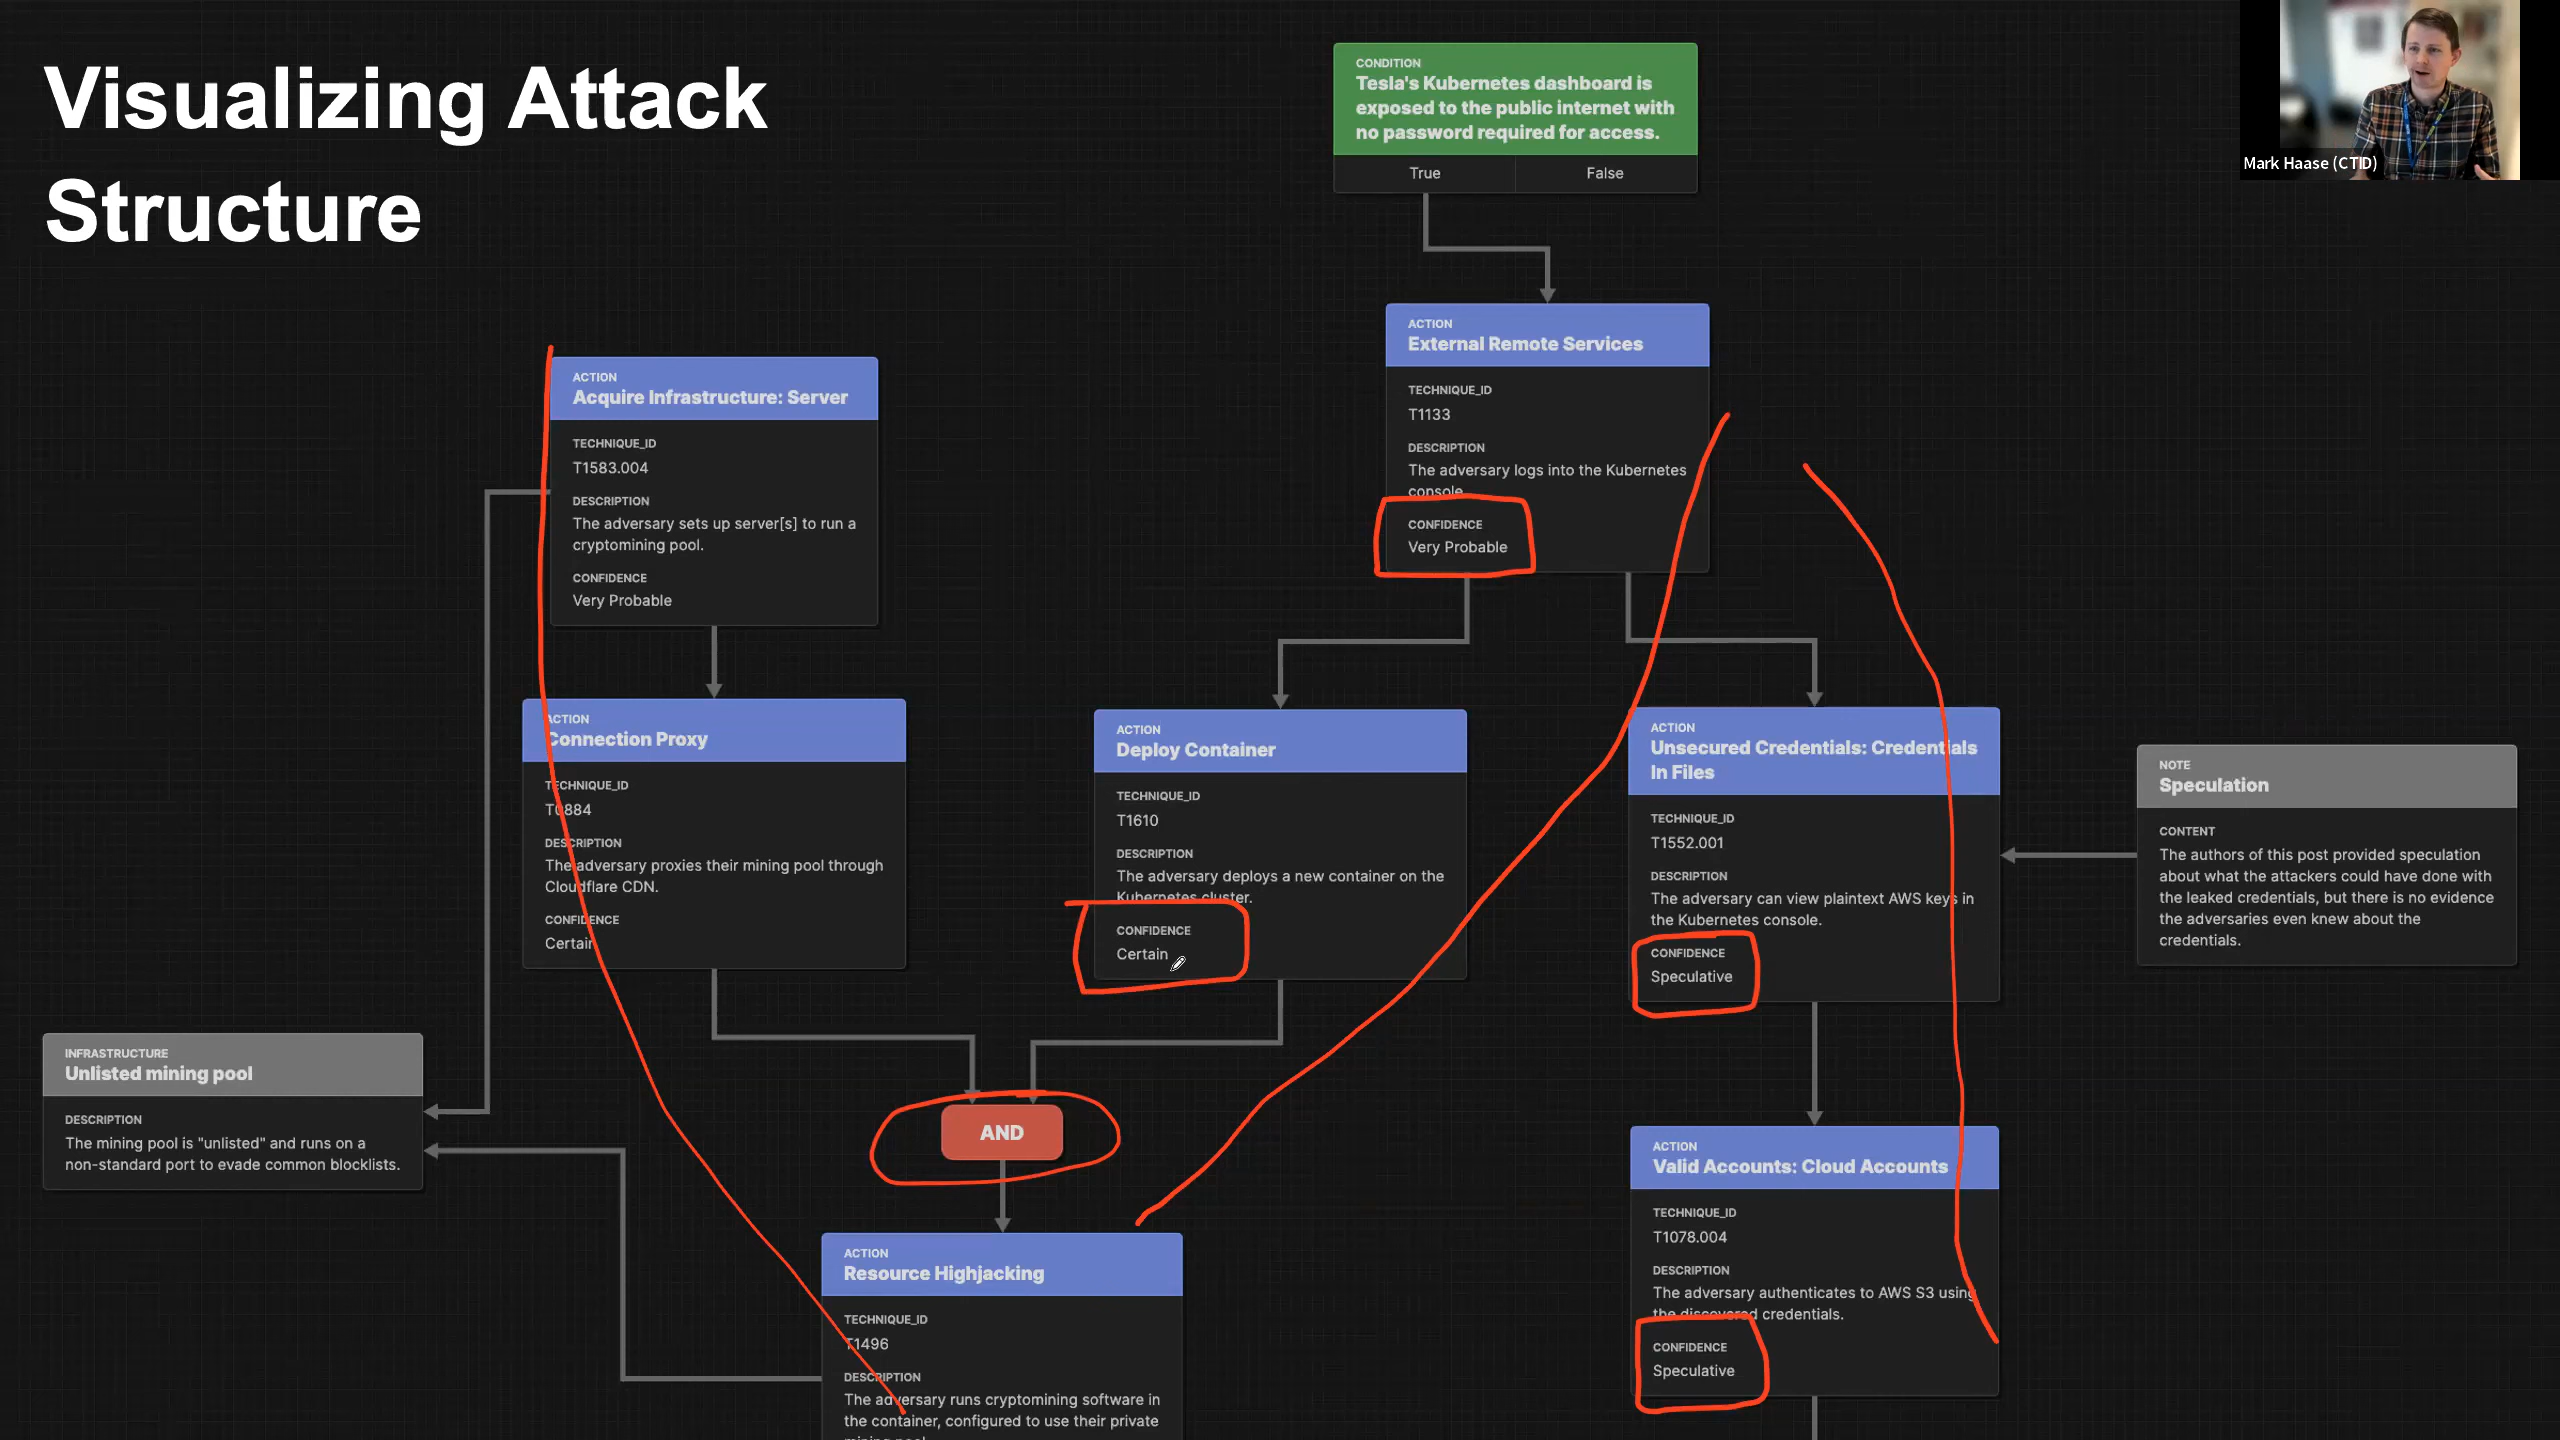 Visualizing Attack
Structure
Mark Haase (CTID)
CONDITION
Tesla's Kubernetes dashboard is
exposed to the public internet with
no password required for access.
True
False
ACTION
External Remote Services
TECHNIQUE_ID
T1133
DESCRIPTION
The adversary logs into the Kubernetes
console.
CONFIDENCE
Very Probable
ACTION
Acquire Infrastructure: Server
TECHNIQUE_ID
T1583.004
DESCRIPTION
The adversary sets up server[s] to run a
cryptomining pool.
CONFIDENCE
Very Probable
ACTION
Connection Proxy
TECHNIQUE_ID
T0884
DESCRIPTION
The adversary proxies their mining pool through
Cloudflare CDN.
CONFIDENCE
Certain
ACTION
Deploy Container
TECHNIQUE_ID
T1610
DESCRIPTION
The adversary deploys a new container on the
Kubernetes cluster.
CONFIDENCE
Certain
ACTION
Unsecured Credentials: Credentials
In Files
TECHNIQUE_ID
T1552.001
DESCRIPTION
The adversary can view plaintext AWS keys in
the Kubernetes console.
CONFIDENCE
Speculative
NOTE
Speculation
CONTENT
The authors of this post provided speculation
about what the attackers could have done with
the leaked credentials, but there is no evidence
the adversaries even knew about the
credentials.
INFRASTRUCTURE
Unlisted mining pool
DESCRIPTION
The mining pool is "unlisted" and runs on a
non-standard port to evade common blocklists.
AND
ACTION
Resource Highjacking
TECHNIQUE_ID
T1496
DESCRIPTION
The adversary runs cryptomining software in
the container, configured to use their private
ACTION
Valid Accounts: Cloud Accounts
TECHNIQUE_ID
T1078.004
DESCRIPTION
The adversary authenticates to AWS S3 using
the discovered credentials.
CONFIDENCE
Speculative